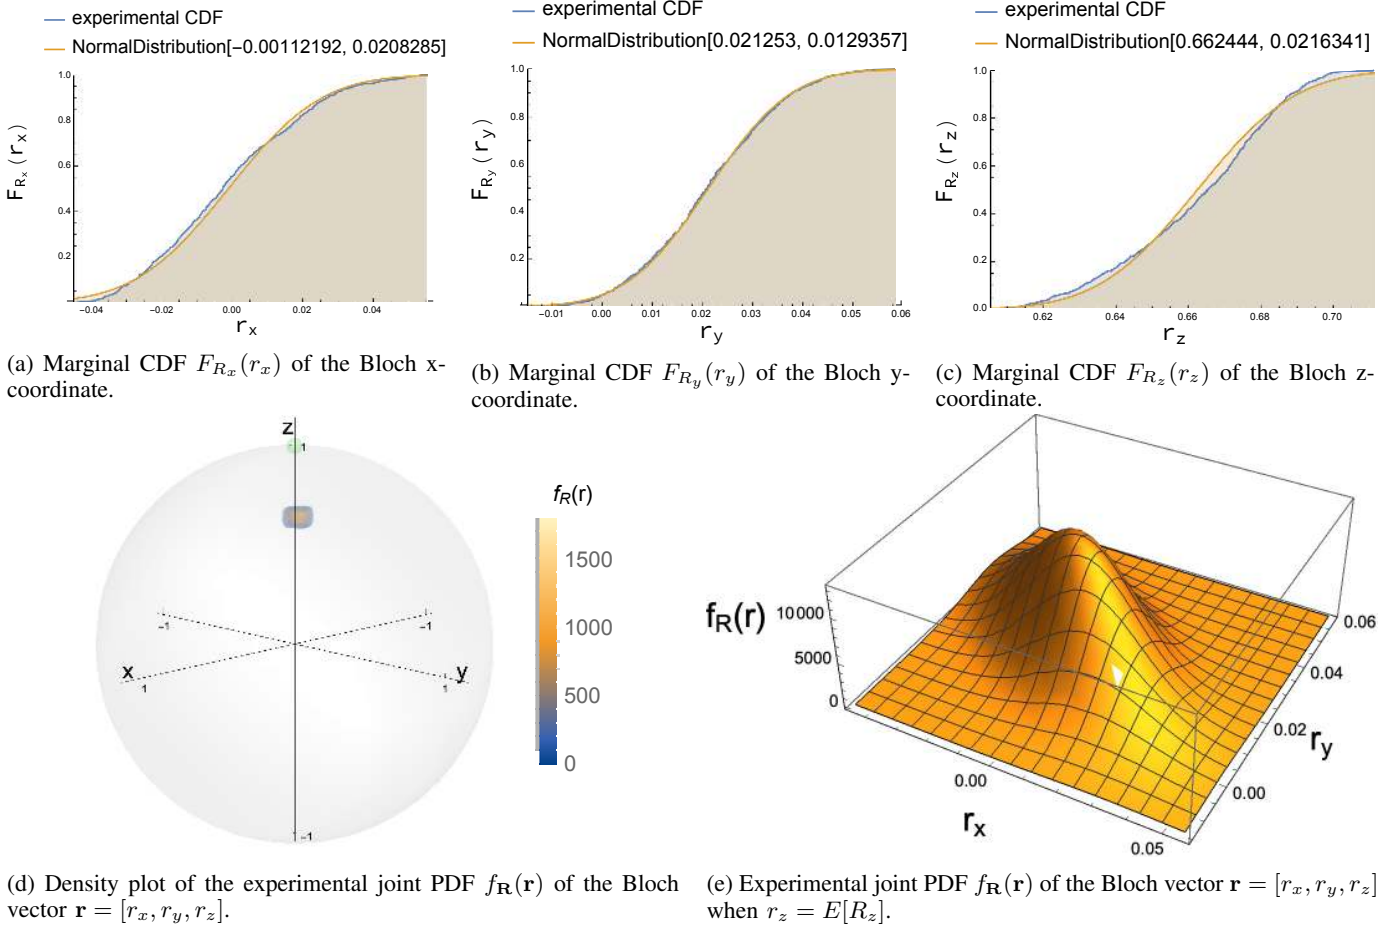 experimental CDF
NormalDistribution[-0.00112192, 0.0208285]
1.0
0.8
0.6
0.4
0.2
F_{R_x}(r_x)
-0.04
-0.02
0.00
0.02
0.04
r_x
(a) Marginal CDF F_{R_x}(r_x) of the Bloch x-
coordinate.
experimental CDF
NormalDistribution[0.021253, 0.0129357]
1.0
0.8
0.6
0.4
0.2
F_{R_y}(r_y)
-0.01
0.00
0.01
0.02
0.03
0.04
0.05
0.06
r_y
(b) Marginal CDF F_{R_y}(r_y) of the Bloch y-
coordinate.
experimental CDF
NormalDistribution[0.662444, 0.0216341]
1.0
0.8
0.6
0.4
0.2
0.0
F_{R_z}(r_z)
0.62
0.64
0.66
0.68
0.70
r_z
(c) Marginal CDF F_{R_z}(r_z) of the Bloch z-
coordinate.
z
1
-1
-1
x
1
y
1
-1
f_R(r)
1500
1000
500
0
(d) Density plot of the experimental joint PDF f_R(r) of the Bloch
vector r = [r_x, r_y, r_z].
f_R(r)
10000
5000
0
0.00
0.05
r_x
0.06
0.04
0.02
0.00
r_y
(e) Experimental joint PDF f_R(r) of the Bloch vector r = [r_x, r_y, r_z]
when r_z = E[R_z].